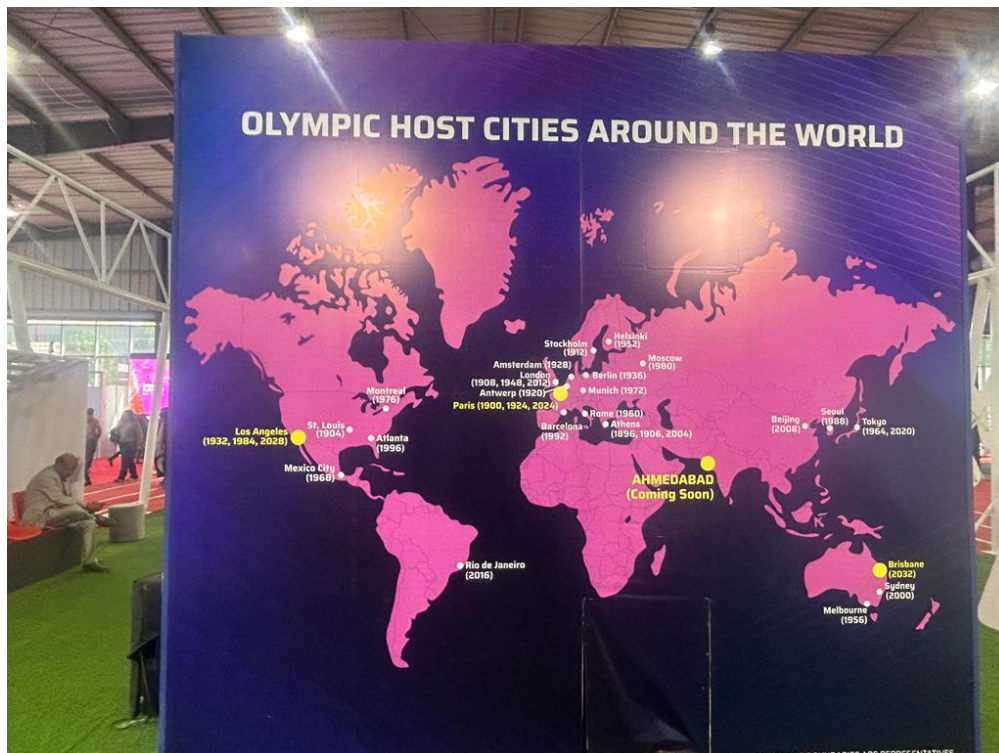 OLYMPIC HOST CITIES AROUND THE WORLD
Helsinki
(1952)
Stockholm
(1912)
Moscow
(1980)
Amsterdam (1928)
London
(1908, 1948, 2012)
Berlin (1936)
Antwerp (1920)
Munich (1972)
Paris (1900, 1924, 2024)
Montreal
(1976)
Rome (1960)
Barcelona
(1992)
Athens
(1896, 1906, 2004)
Beijing
(2008)
Seoul
(1988)
Tokyo
(1964, 2020)
Los Angeles
(1932, 1984, 2028)
St. Louis
(1904)
Atlanta
(1996)
Mexico City
(1968)
AHMEDABAD
(Coming Soon)
Rio de Janeiro
(2016)
Brisbane
(2032)
Sydney
(2000)
Melbourne
(1956)